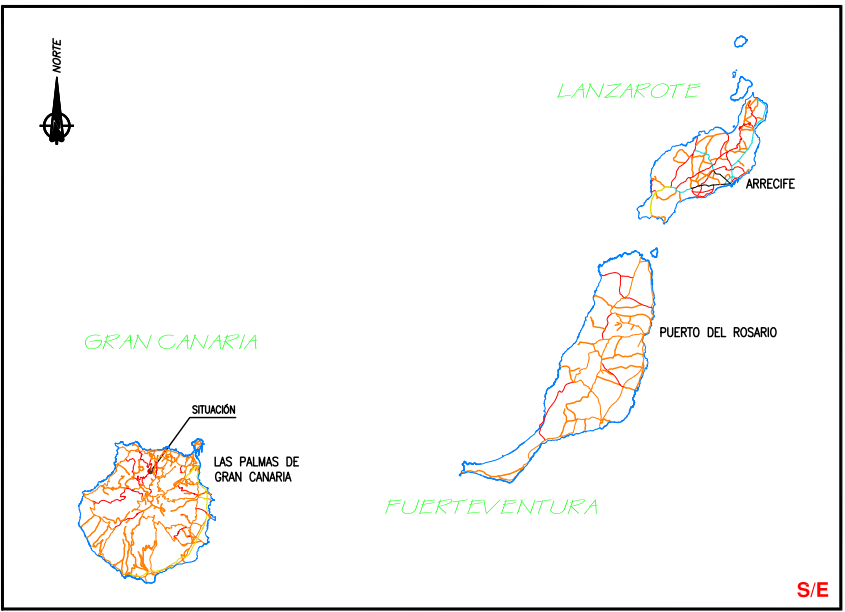 NORTE
LANZAROTE
ARRECIFE
PUERTO DEL ROSARIO
GRAN CANARIA
SITUACIÓN
LAS PALMAS DE
GRAN CANARIA
FUERTEVENTURA
S/E